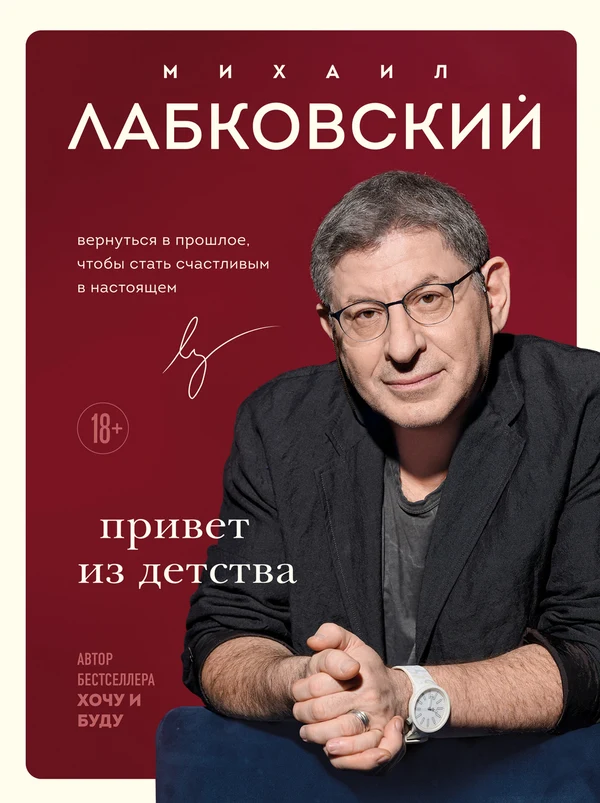 МИХАИЛ
ЛАБКОВСКИЙ
вернуться в прошлое,
чтобы стать счастливым
в настоящем
18+
привет
из детства
АВТОР
БЕСТСЕЛЛЕРА
ХОЧУ И
БУДУ